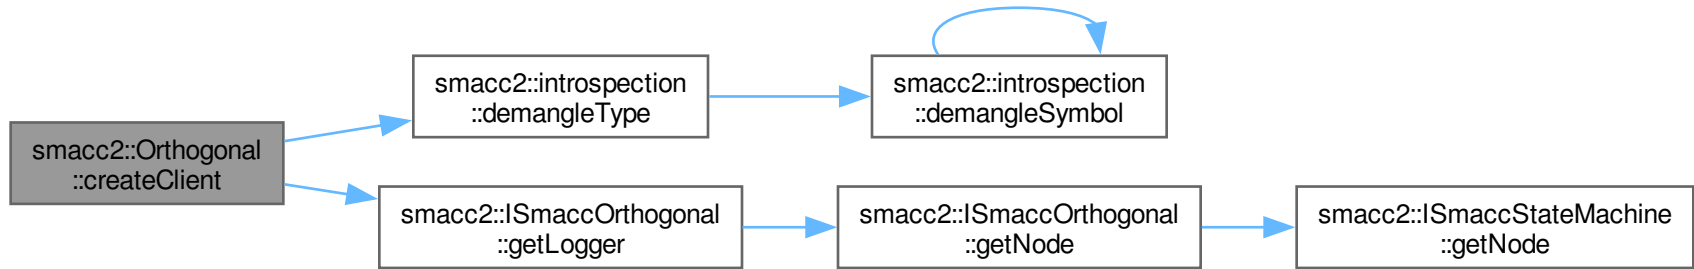 smacc2::Orthogonal
::createClient
smacc2::introspection
::demangleType
smacc2::introspection
::demangleSymbol
smacc2::ISmaccOrthogonal
::getLogger
smacc2::ISmaccOrthogonal
::getNode
smacc2::ISmaccStateMachine
::getNode